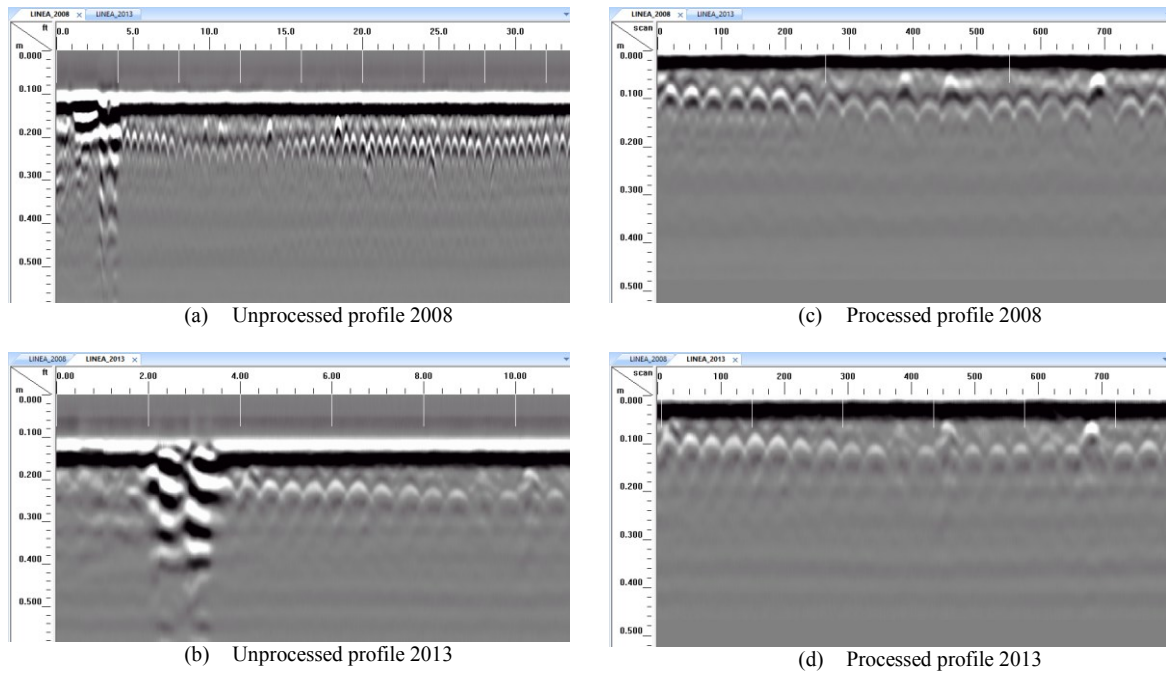 LINEA_2008 × LINEA_2013
ft 5.0 10.0 15.0 20.0 25.0 30.0
m 0.0
0.000
0.100
0.200
0.300
0.400
0.500
(a) Unprocessed profile 2008
LINEA_2008 × LINEA_2013
scan 0 100 200 300 400 500 600 700
m
0.000
0.100
0.200
0.300
0.400
0.500
(c) Processed profile 2008
LINEA_2008 LINEA_2013 ×
ft 0.00 2.00 4.00 6.00 8.00 10.00
m
0.000
0.100
0.200
0.300
0.400
0.500
(b) Unprocessed profile 2013
LINEA_2008 LINEA_2013 ×
scan 0 100 200 300 400 500 600 700
m
0.000
0.100
0.200
0.300
0.400
0.500
(d) Processed profile 2013